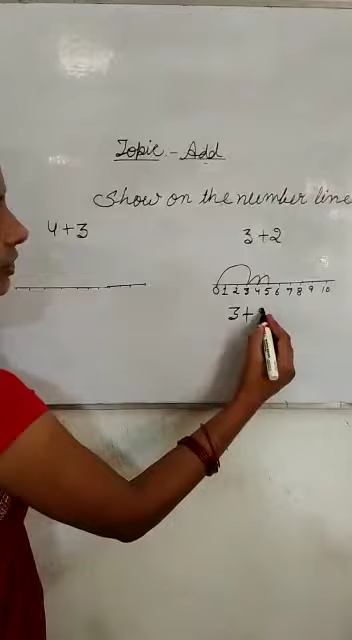 Topic - Add
Show on the number line
4+3
3+2
0 1 2 3 4 5 6 7 8 9 10
3+